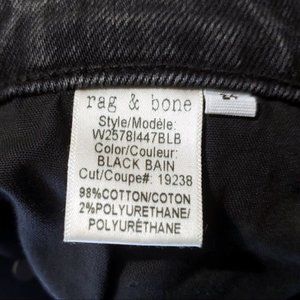 rag & bone
Style/Modèle:
W2578I447BLB
Color/Couleur:
BLACK BAIN
Cut/Coupe#: 19238
98%COTTON/COTON
2%POLYURETHANE/
POLYURÉTHANE